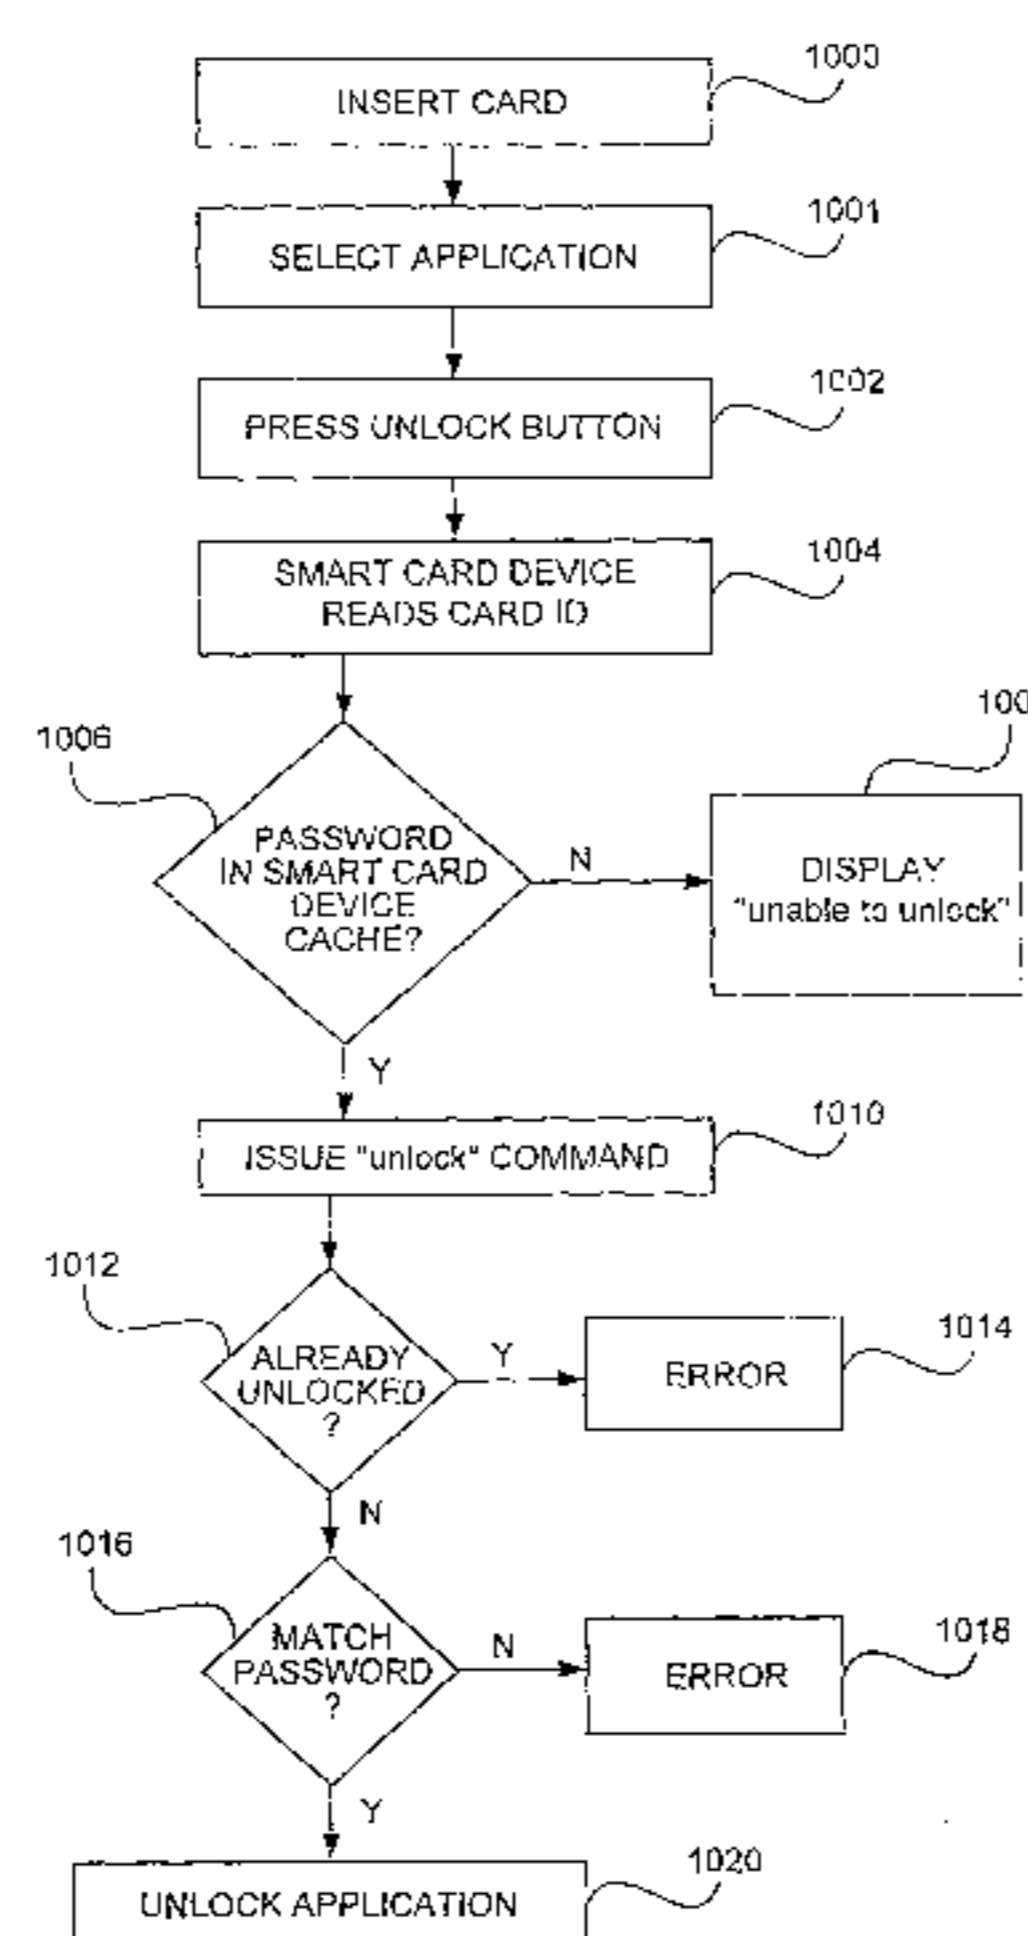 1000
INSERT CARD
1001
SELECT APPLICATION
1002
PRESS UNLOCK BUTTON
1004
SMART CARD DEVICE
READS CARD ID
100
1006
PASSWORD
IN SMART CARD
DEVICE
CACHE?
N
DISPLAY
"unable to unlock"
Y
1010
ISSUE "unlock" COMMAND
1012
ALREADY
UNLOCKED
?
Y
ERROR
1014
N
1016
MATCH
PASSWORD
?
N
ERROR
1018
Y
1020
UNLOCK APPLICATION